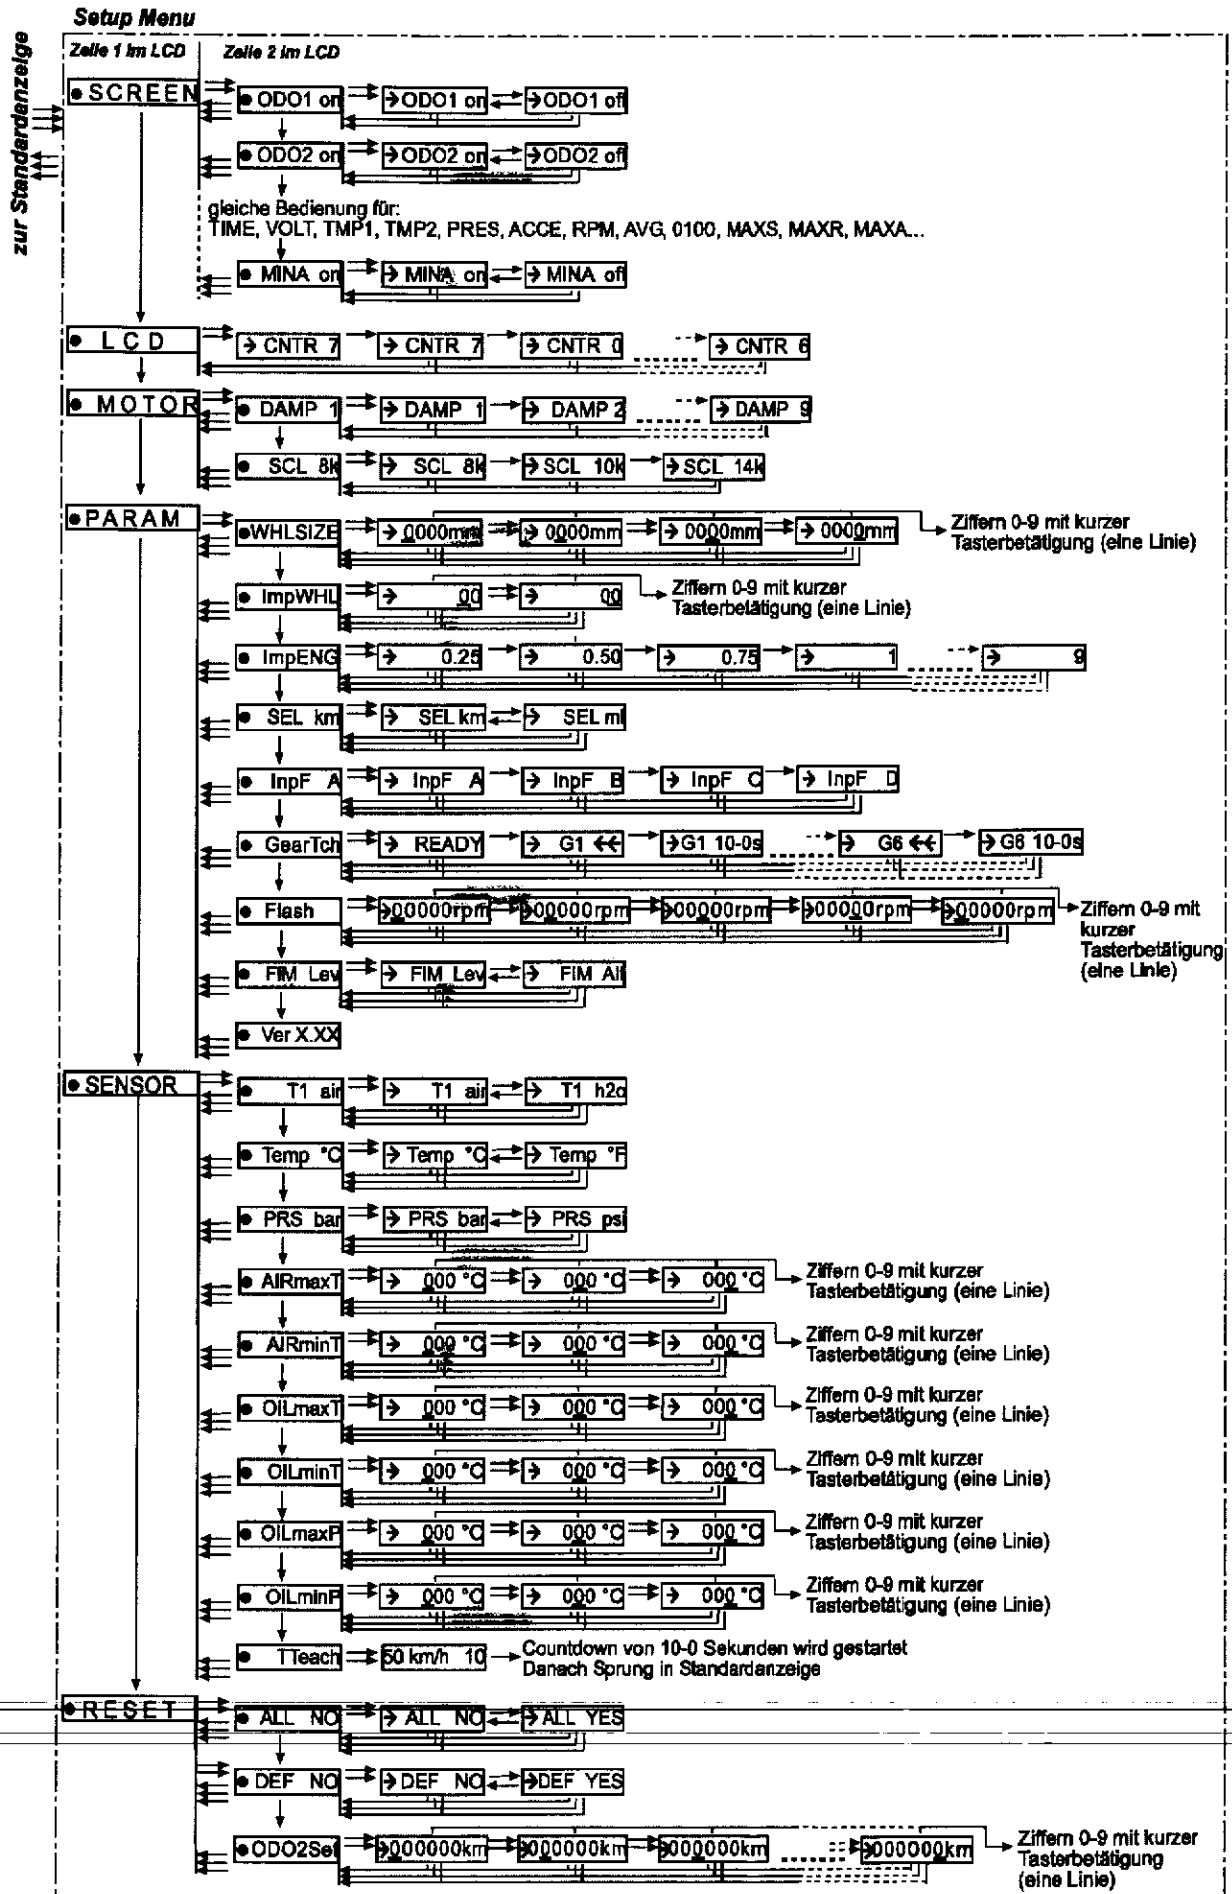 Setup Menu
Zeile 1 im LCD
Zeile 2 im LCD
zur Standardanzeige
● SCREEN
● ODO1 on
→ODO1 on
→ODO1 off
● ODO2 on
→ODO2 on
→ODO2 off
gleiche Bedienung für:
TIME, VOLT, TMP1, TMP2, PRES, ACCE, RPM, AVG, 0100, MAXS, MAXR, MAXA...
● MINA on
→ MINA on
→ MINA off
● LCD
→ CNTR 7
→ CNTR 7
→ CNTR 0
→ CNTR 6
● MOTOR
● DAMP 1
→ DAMP 1
→ DAMP 2
→ DAMP 9
● SCL 8k
→ SCL 8k
→SCL 10k
→SCL 14k
● PARAM
●WHLSIZE
→ 0000mm
→ 0000mm
→ 0000mm
→ 0000mm
Ziffern 0-9 mit kurzer
Tasterbetätigung (eine Linie)
● ImpWHL
→ 00
→ 00
Ziffern 0-9 mit kurzer
Tasterbetätigung (eine Linie)
● ImpENG
→ 0.25
→ 0.50
→ 0.75
→ 1
→ 9
● SEL km
→ SEL km
→ SEL mi
● InpF A
→ InpF A
→ InpF B
→ InpF C
→ InpF D
● GearTch
→ READY
→ G1 ←←
→G1 10-0s
→ G6 ←←
→G6 10-0s
● Flash
→00000rpm
→00000rpm
→00000rpm
→00000rpm
→00000rpm
Ziffern 0-9 mit
kurzer
Tasterbetätigung
(eine Linie)
● FIM Lev
→ FIM Lev
→ FIM All
● Ver X.XX
● SENSOR
● T1 air
→ T1 air
→ T1 h2o
● Temp °C
→ Temp °C
→ Temp °F
● PRS bar
→ PRS bar
→ PRS psi
● AIRmaxT
→ 000 °C
→ 000 °C
→ 000 °C
Ziffern 0-9 mit kurzer
Tasterbetätigung (eine Linie)
● AIRminT
→ 000 °C
→ 000 °C
→ 000 °C
Ziffern 0-9 mit kurzer
Tasterbetätigung (eine Linie)
● OILmaxT
→ 000 °C
→ 000 °C
→ 000 °C
Ziffern 0-9 mit kurzer
Tasterbetätigung (eine Linie)
● OILminT
→ 000 °C
→ 000 °C
→ 000 °C
Ziffern 0-9 mit kurzer
Tasterbetätigung (eine Linie)
● OILmaxP
→ 000 °C
→ 000 °C
→ 000 °C
Ziffern 0-9 mit kurzer
Tasterbetätigung (eine Linie)
● OILminP
→ 000 °C
→ 000 °C
→ 000 °C
Ziffern 0-9 mit kurzer
Tasterbetätigung (eine Linie)
● TTeach
50 km/h 10
Countdown von 10-0 Sekunden wird gestartet
Danach Sprung in Standardanzeige
● RESET
● ALL NO
→ ALL NO
→ALL YES
● DEF NO
→DEF NO
→DEF YES
●ODO2Set
→000000km
→000000km
→000000km
→000000km
Ziffern 0-9 mit kurzer
Tasterbetätigung
(eine Linie)